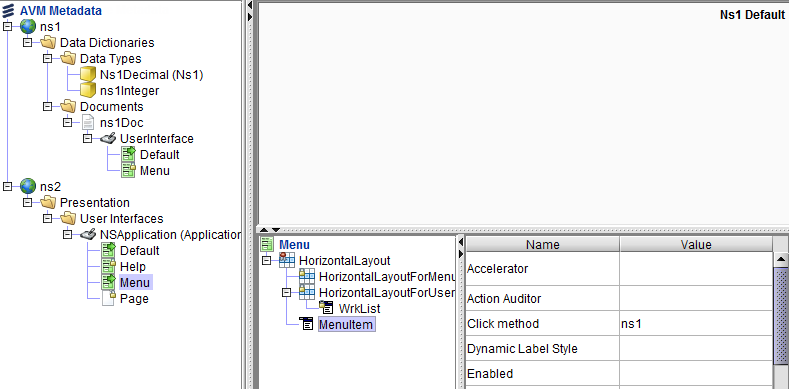 AVM Metadata
ns1
Data Dictionaries
Data Types
Ns1Decimal (Ns1)
ns1Integer
Documents
ns1Doc
UserInterface
Default
Menu
ns2
Presentation
User Interfaces
NSApplication (Application
Default
Help
Menu
Page
Ns1 Default
Menu
HorizontalLayout
HorizontalLayoutForMenu
HorizontalLayoutForUser
WrkList
MenuItem
Name Value
Accelerator
Action Auditor
Click method ns1
Dynamic Label Style
Enabled